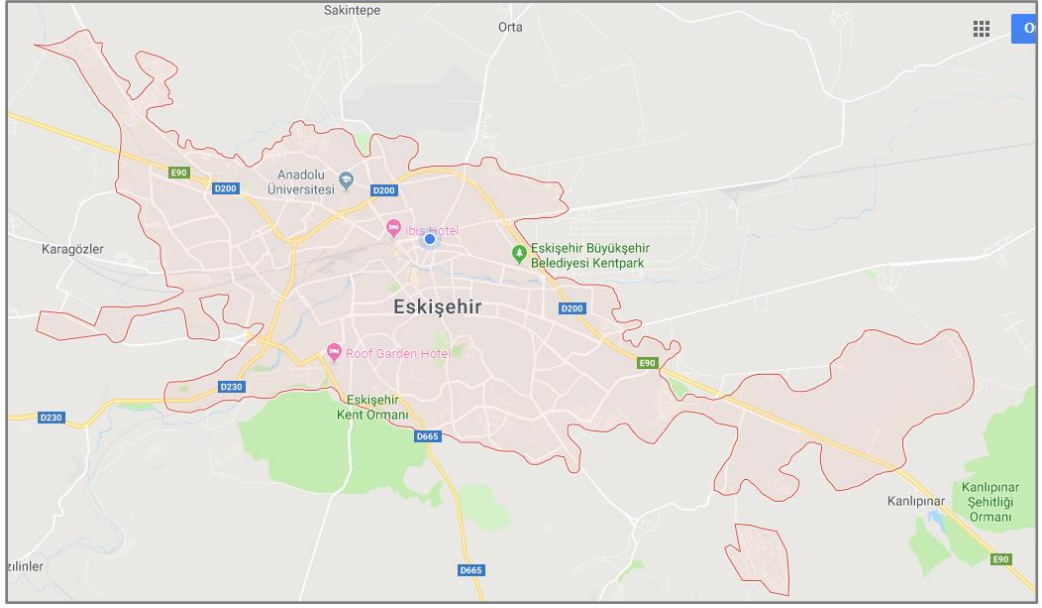 Sakintepe
Orta
E90
D200
Anadolu
Üniversitesi
D200
ibis Hotel
Karagözler
Eskişehir Büyükşehir
Belediyesi Kentpark
Eskişehir
D200
Roof Garden Hotel
E90
D230
Eskişehir
Kent Ormanı
D230
D665
Kanlıpınar
Kanlıpınar
Şehitliği
Ormanı
E90
zılinler
D665